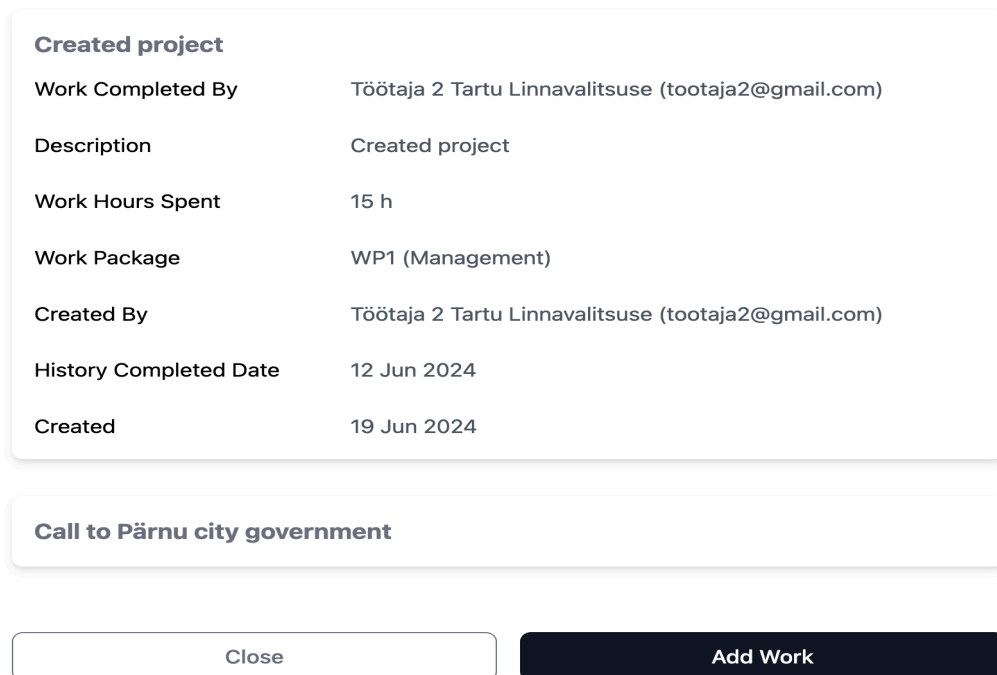 Created project
Work Completed By Töötaja 2 Tartu Linnavalitsuse (tootaja2@gmail.com)
Description Created project
Work Hours Spent 15 h
Work Package WP1 (Management)
Created By Töötaja 2 Tartu Linnavalitsuse (tootaja2@gmail.com)
History Completed Date 12 Jun 2024
Created 19 Jun 2024
Call to Pärnu city government
Close Add Work